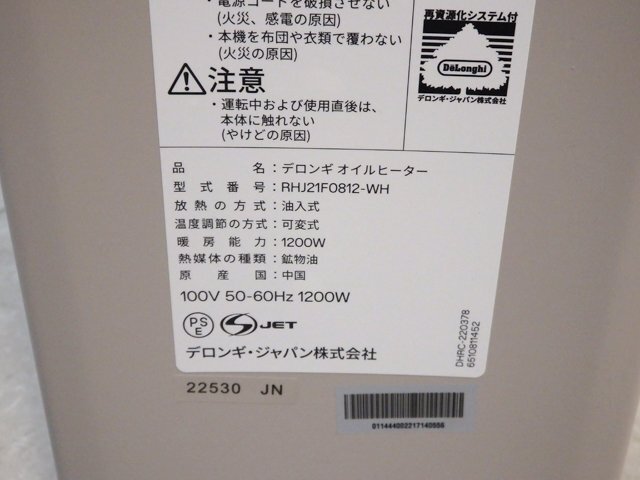 ・電源コードを破損させない
(火災、感電の原因)
・本機を布団や衣類で覆わない
(火災の原因)
注意
・運転中および使用直後は、
本体に触れない
(やけどの原因)
再資源化システム付
DeLonghi
デロンギ・ジャパン株式会社
品名：デロンギ オイルヒーター
型式番号：RHJ21F0812-WH
放熱の方式：油入式
温度調節の方式：可変式
暖房能力：1200W
熱媒体の種類：鉱物油
原産国：中国
100V 50-60Hz 1200W
PS
E
JET
デロンギ・ジャパン株式会社
DHRC-220378
6510811452
22530 JN
011444002217140556